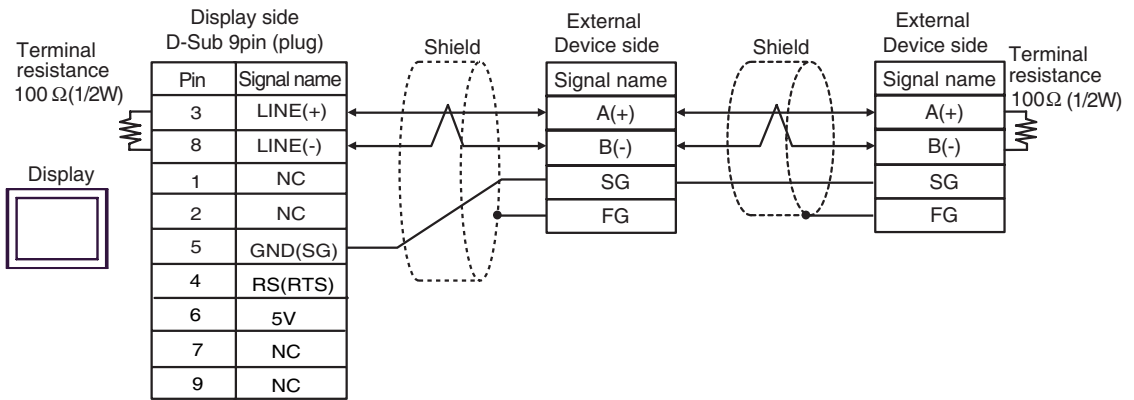 Display side
D-Sub 9pin (plug)
Terminal
resistance
100 Ω(1/2W)
Display
Pin Signal name
3 LINE(+)
8 LINE(-)
1 NC
2 NC
5 GND(SG)
4 RS(RTS)
6 5V
7 NC
9 NC
Shield
External
Device side
Signal name
A(+)
B(-)
SG
FG
Shield
External
Device side
Signal name
A(+)
B(-)
SG
FG
Terminal
resistance
100Ω (1/2W)